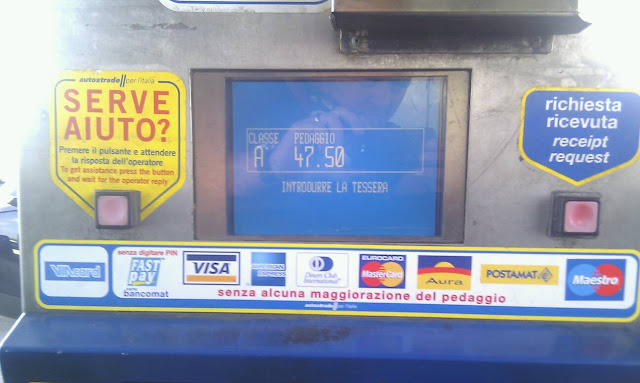 autostrade//per l'italia
SERVE
AIUTO?
Premere il pulsante e attendere
la risposta dell'operatore
To get assistance press the button
and wait for the operator reply
CLASSE PEDAGGIO
A 47.50
INTRODURRE LA TESSERA
richiesta
ricevuta
receipt
request
VIAcard
senza digitare PIN
FAST
pay
bancomat
VISA
AMERICAN
EXPRESS
Diners Club
International
EUROCARD
MasterCard
Aura
POSTAMAT
Maestro
senza alcuna maggiorazione del pedaggio
autostrade//per l'italia